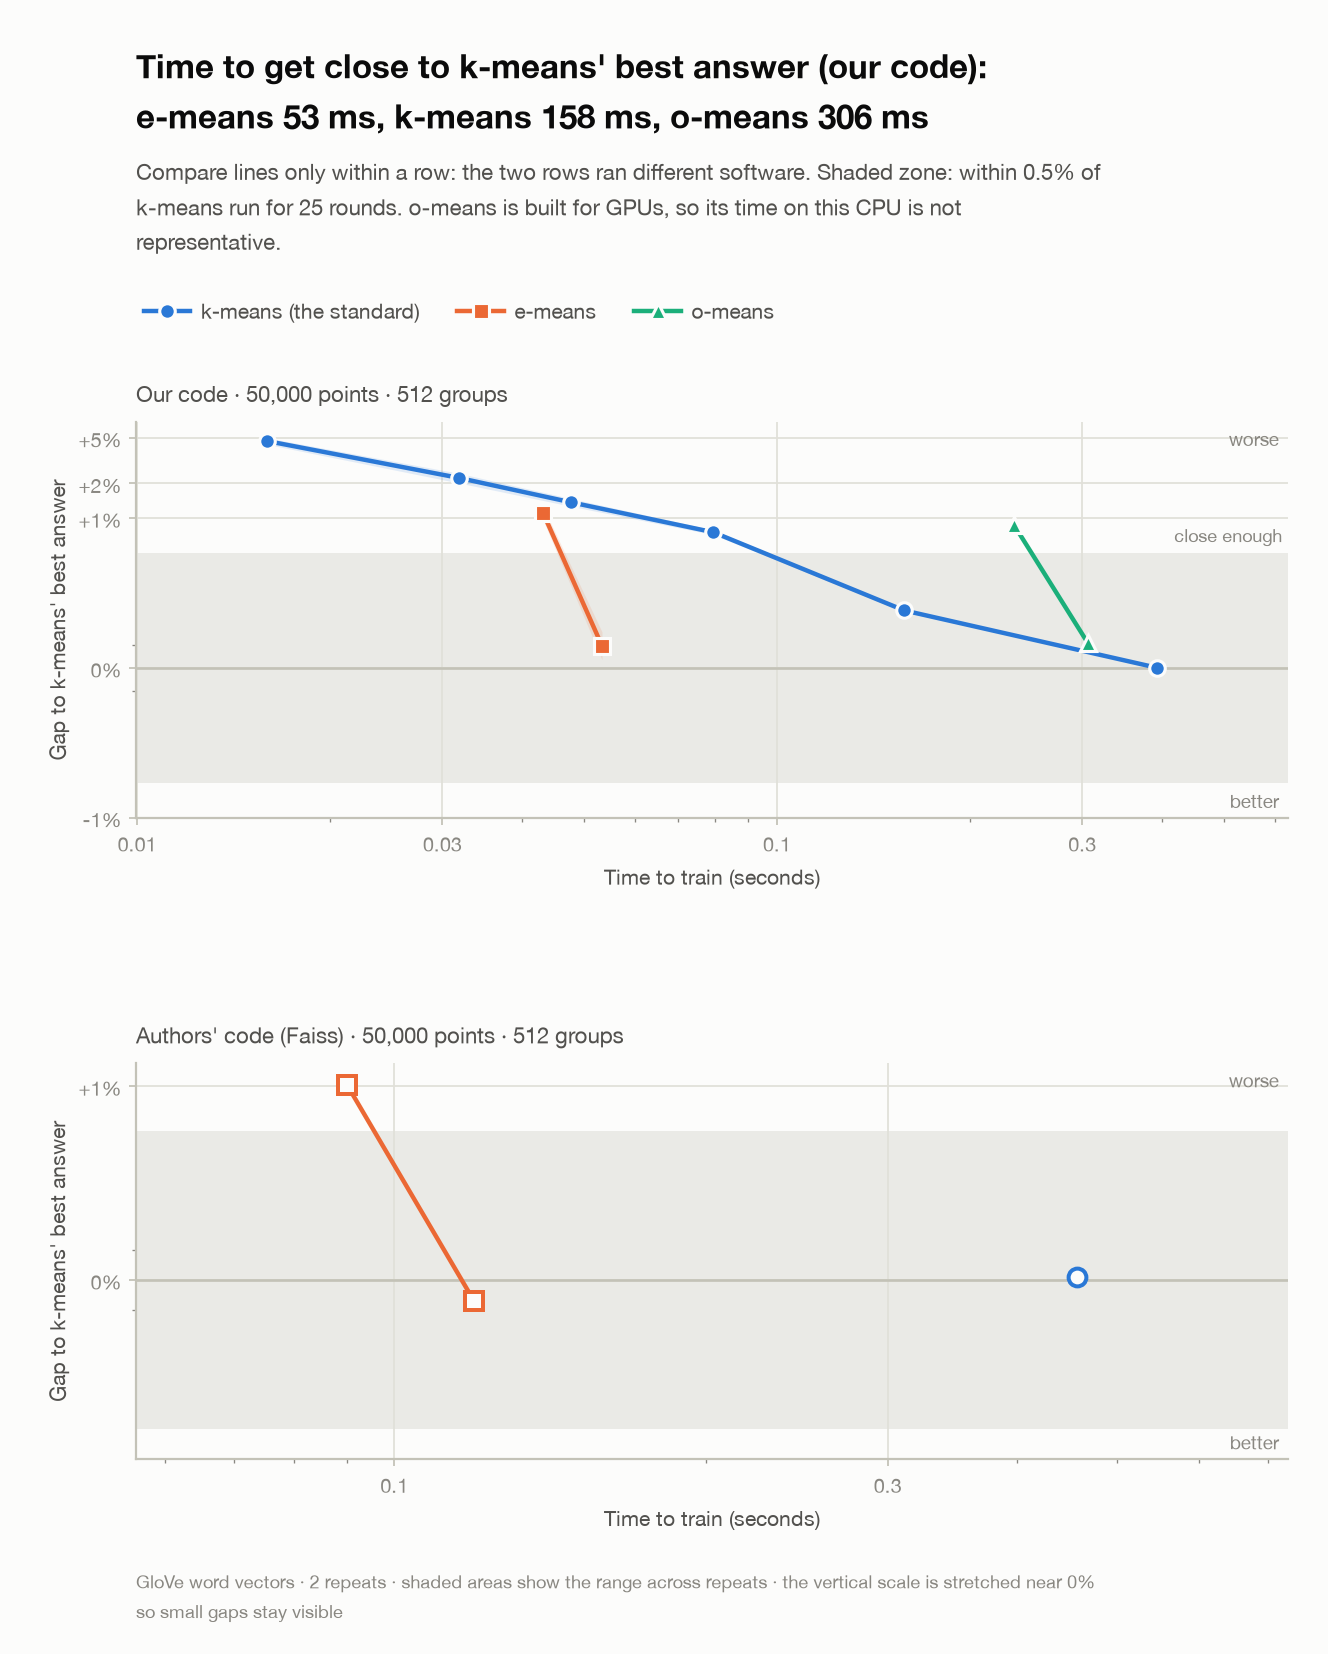 Time to get close to k-means' best answer (our code):
e-means 53 ms, k-means 158 ms, o-means 306 ms
Compare lines only within a row: the two rows ran different software. Shaded zone: within 0.5% of
k-means run for 25 rounds. o-means is built for GPUs, so its time on this CPU is not
representative.
k-means (the standard)
e-means
o-means
Our code · 50,000 points · 512 groups
Gap to k-means' best answer
+5%
+2%
+1%
0%
-1%
worse
close enough
better
0.01
0.03
0.1
0.3
Time to train (seconds)
Authors' code (Faiss) · 50,000 points · 512 groups
Gap to k-means' best answer
+1%
0%
worse
better
0.1
0.3
Time to train (seconds)
GloVe word vectors · 2 repeats · shaded areas show the range across repeats · the vertical scale is stretched near 0%
so small gaps stay visible